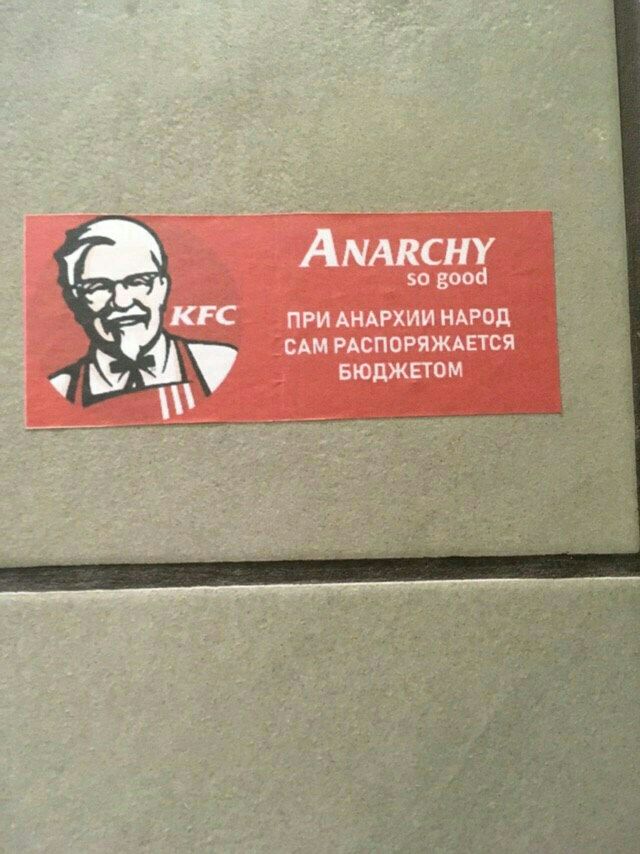 KFC
ANARCHY
so good
ПРИ АНАРХИИ НАРОД
САМ РАСПОРЯЖАЕТСЯ
БЮДЖЕТОМ